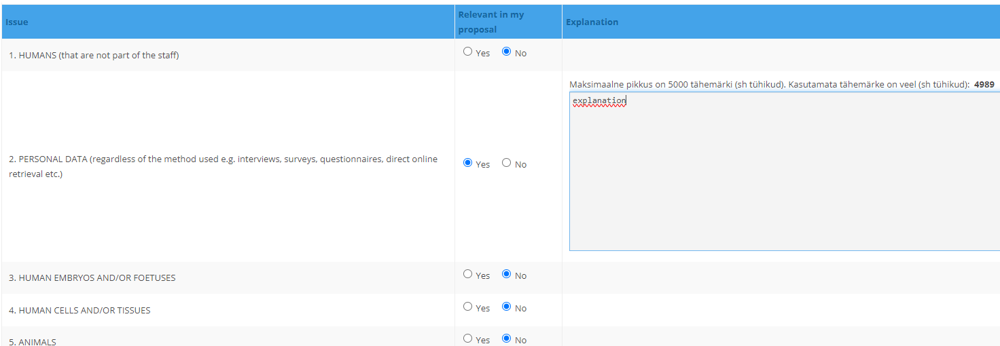 Issue
Relevant in my
proposal
Explanation
1. HUMANS (that are not part of the staff)
Yes No
Maksimaalne pikkus on 5000 tähemärki (sh tühikud). Kasutamata tähemärke on veel (sh tühikud): 4989
explanation
2. PERSONAL DATA (regardless of the method used e.g. interviews, surveys, questionnaires, direct online
retrieval etc.)
Yes No
3. HUMAN EMBRYOS AND/OR FOETUSES
Yes No
4. HUMAN CELLS AND/OR TISSUES
Yes No
5. ANIMALS
Yes No